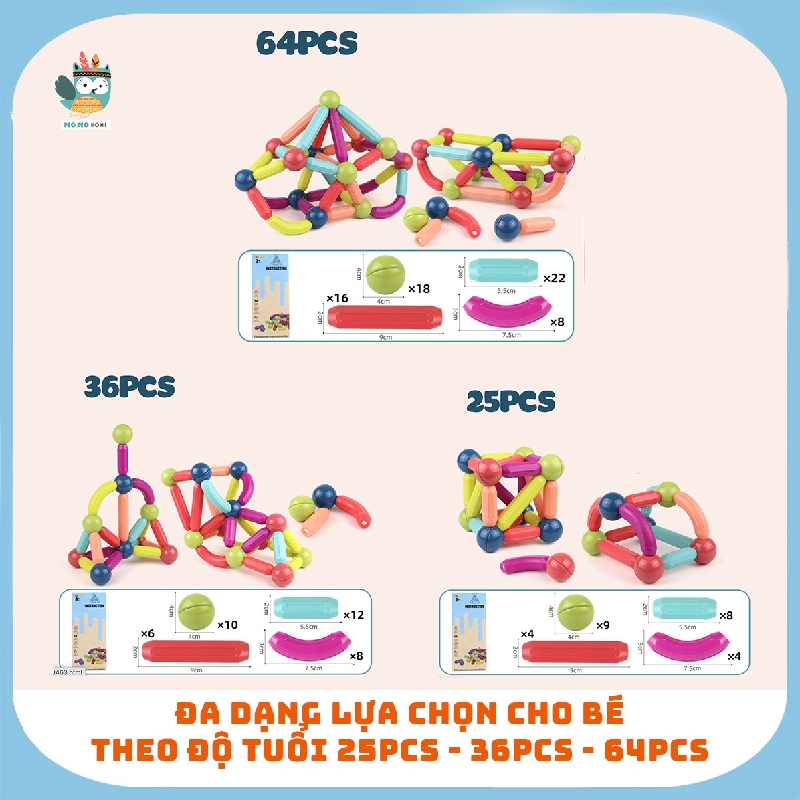 64PCS
MO MO HOME
INSTRUCTION
3+
4cm
4cm
×18
×22
5.5cm
2cm
×16
2cm
9cm
×8
7.5cm
36PCS
25PCS
INSTRUCTION
4cm
4cm
×10
2cm
5.5cm
×12
×6
2cm
9cm
×8
7.5cm
INSTRUCTION
4cm
4cm
×9
2cm
5.5cm
×8
×4
2cm
9cm
×4
7.5cm
ĐA DẠNG LỰA CHỌN CHO BÉ
THEO ĐỘ TUỔI 25PCS - 36PCS - 64PCS